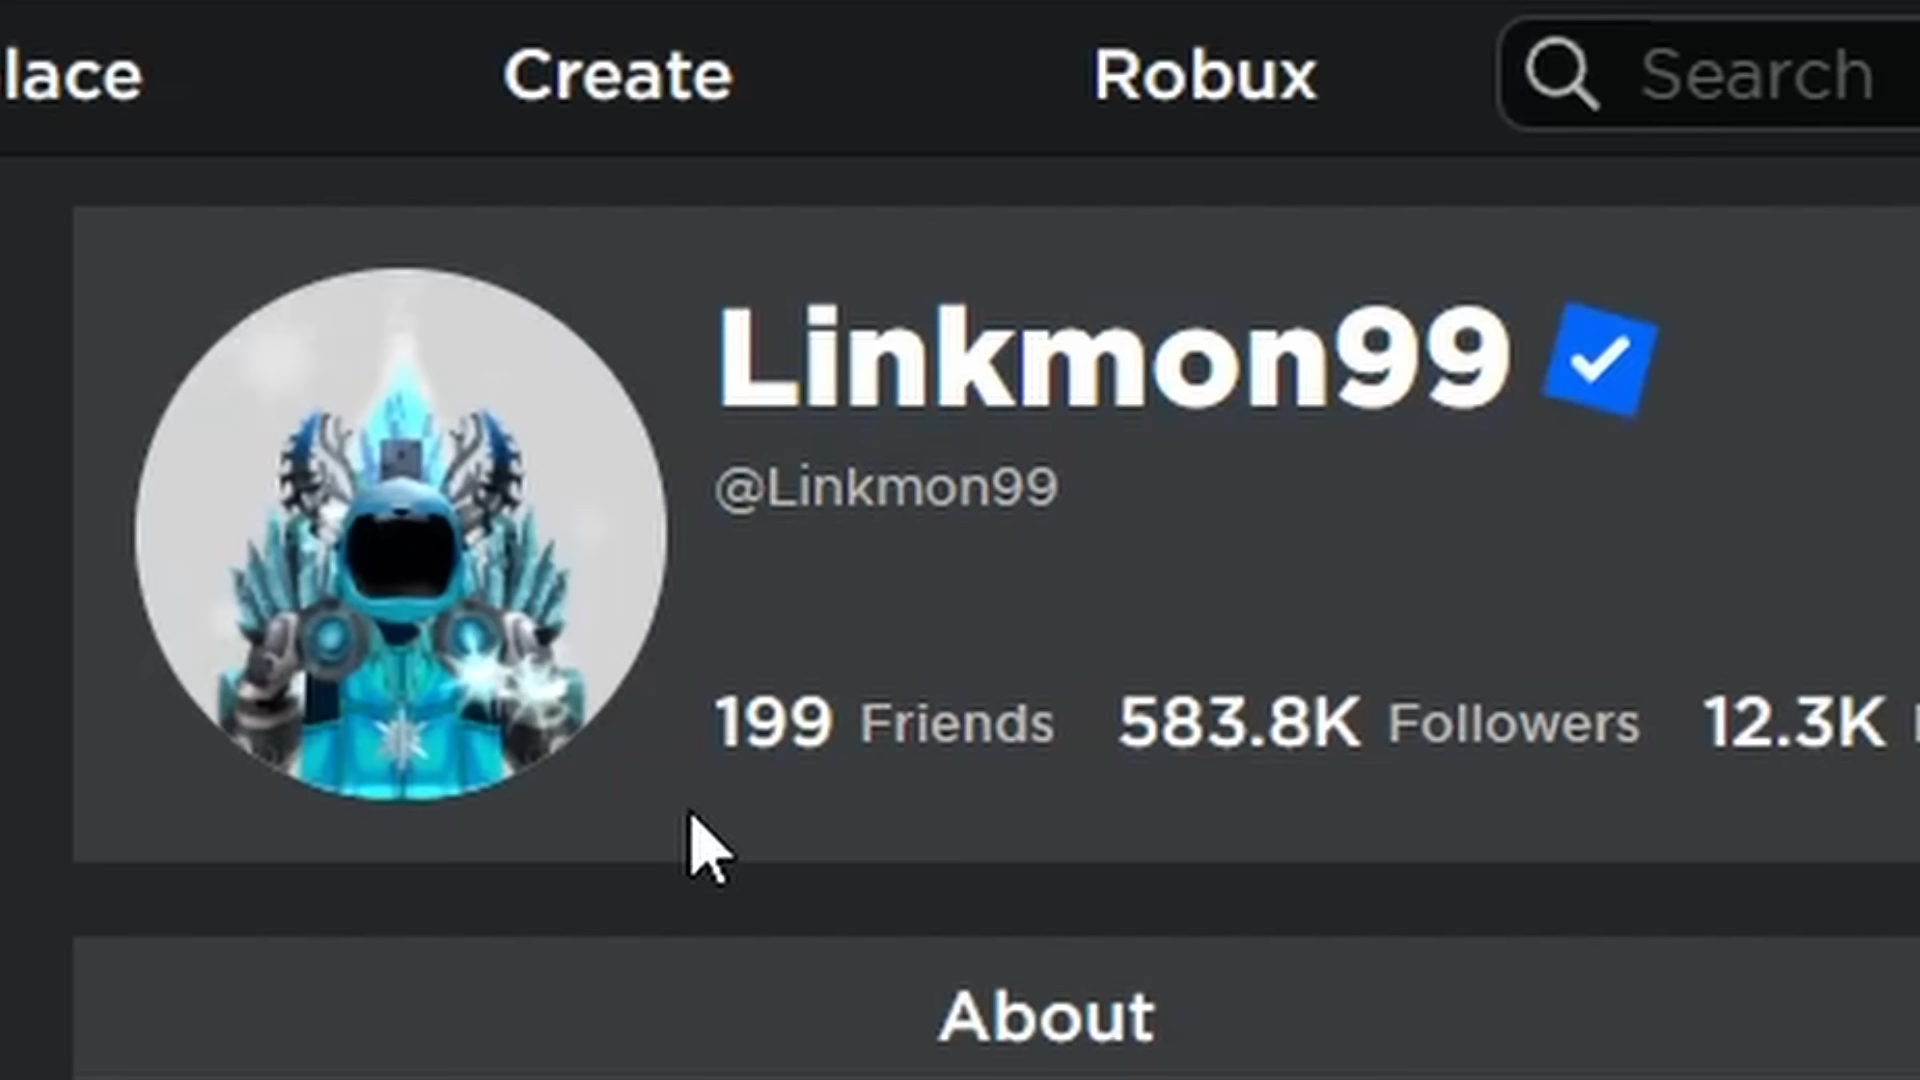 lace Create Robux Search
Linkmon99
@Linkmon99
199 Friends 583.8K Followers 12.3K
About